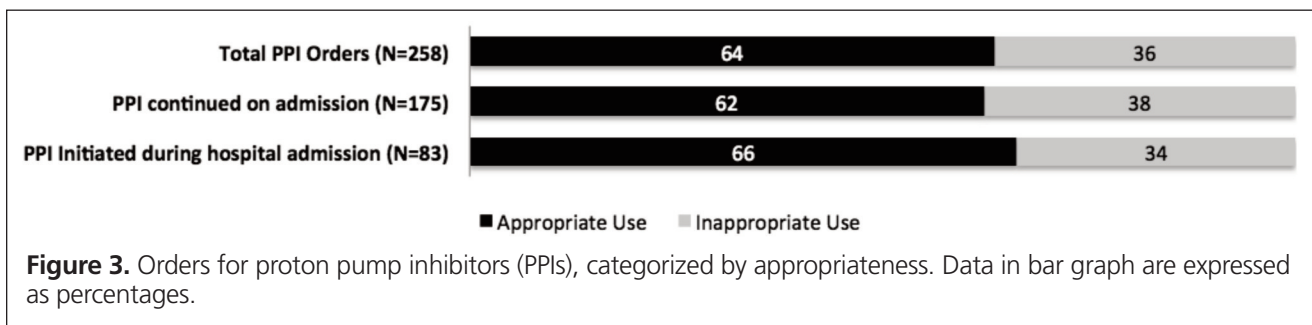 Total PPI Orders (N=258) 64 36
PPI continued on admission (N=175) 62 38
PPI Initiated during hospital admission (N=83) 66 34
Appropriate Use Inappropriate Use
Figure 3. Orders for proton pump inhibitors (PPIs), categorized by appropriateness. Data in bar graph are expressed
as percentages.